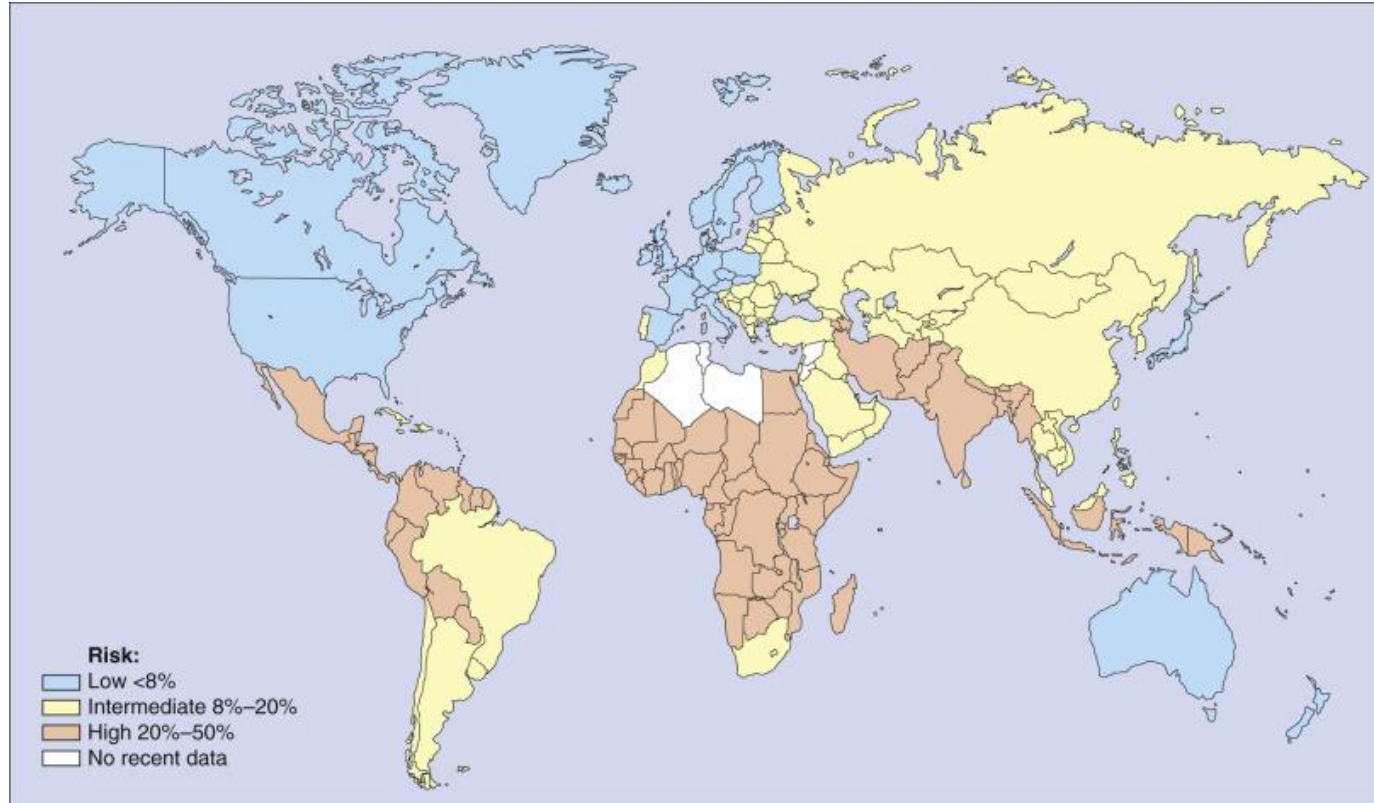 Risk:
Low <8%
Intermediate 8%–20%
High 20%–50%
No recent data